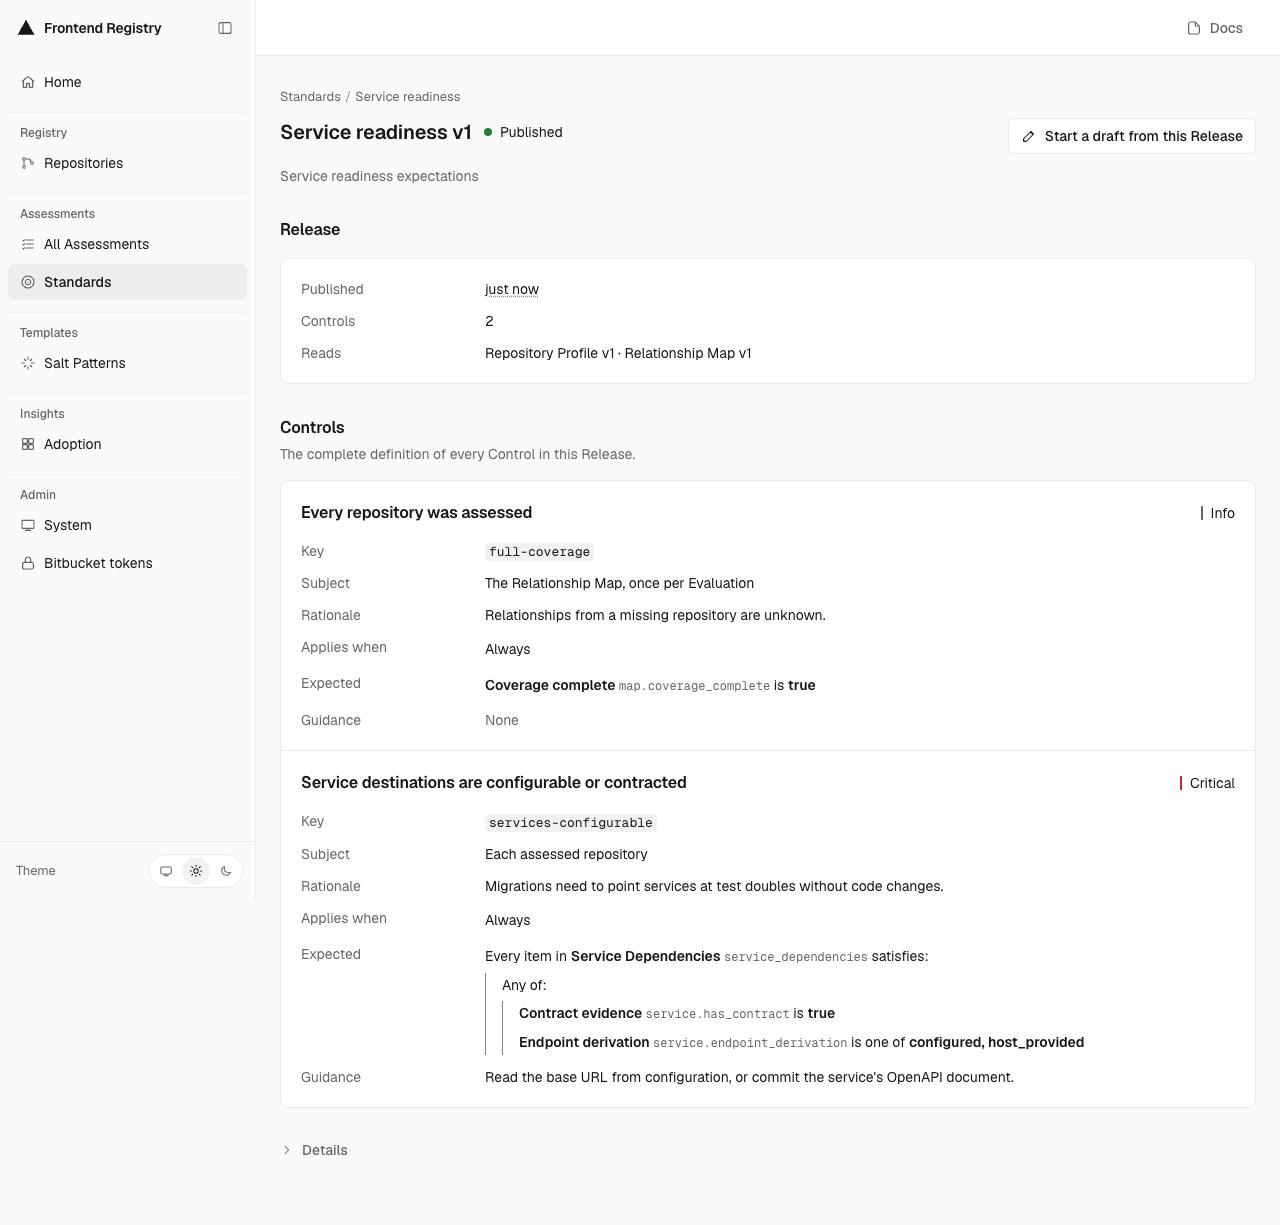 Frontend Registry
Docs
Home
Registry
Repositories
Assessments
All Assessments
Standards
Templates
Salt Patterns
Insights
Adoption
Admin
System
Bitbucket tokens
Theme
Standards / Service readiness
Service readiness v1 Published
Start a draft from this Release
Service readiness expectations
Release
Published just now
Controls 2
Reads Repository Profile v1 · Relationship Map v1
Controls
The complete definition of every Control in this Release.
Every repository was assessed Info
Key full-coverage
Subject The Relationship Map, once per Evaluation
Rationale Relationships from a missing repository are unknown.
Applies when Always
Expected Coverage complete map.coverage_complete is true
Guidance None
Service destinations are configurable or contracted Critical
Key services-configurable
Subject Each assessed repository
Rationale Migrations need to point services at test doubles without code changes.
Applies when Always
Expected Every item in Service Dependencies service_dependencies satisfies:
Any of:
Contract evidence service.has_contract is true
Endpoint derivation service.endpoint_derivation is one of configured, host_provided
Guidance Read the base URL from configuration, or commit the service's OpenAPI document.
Details